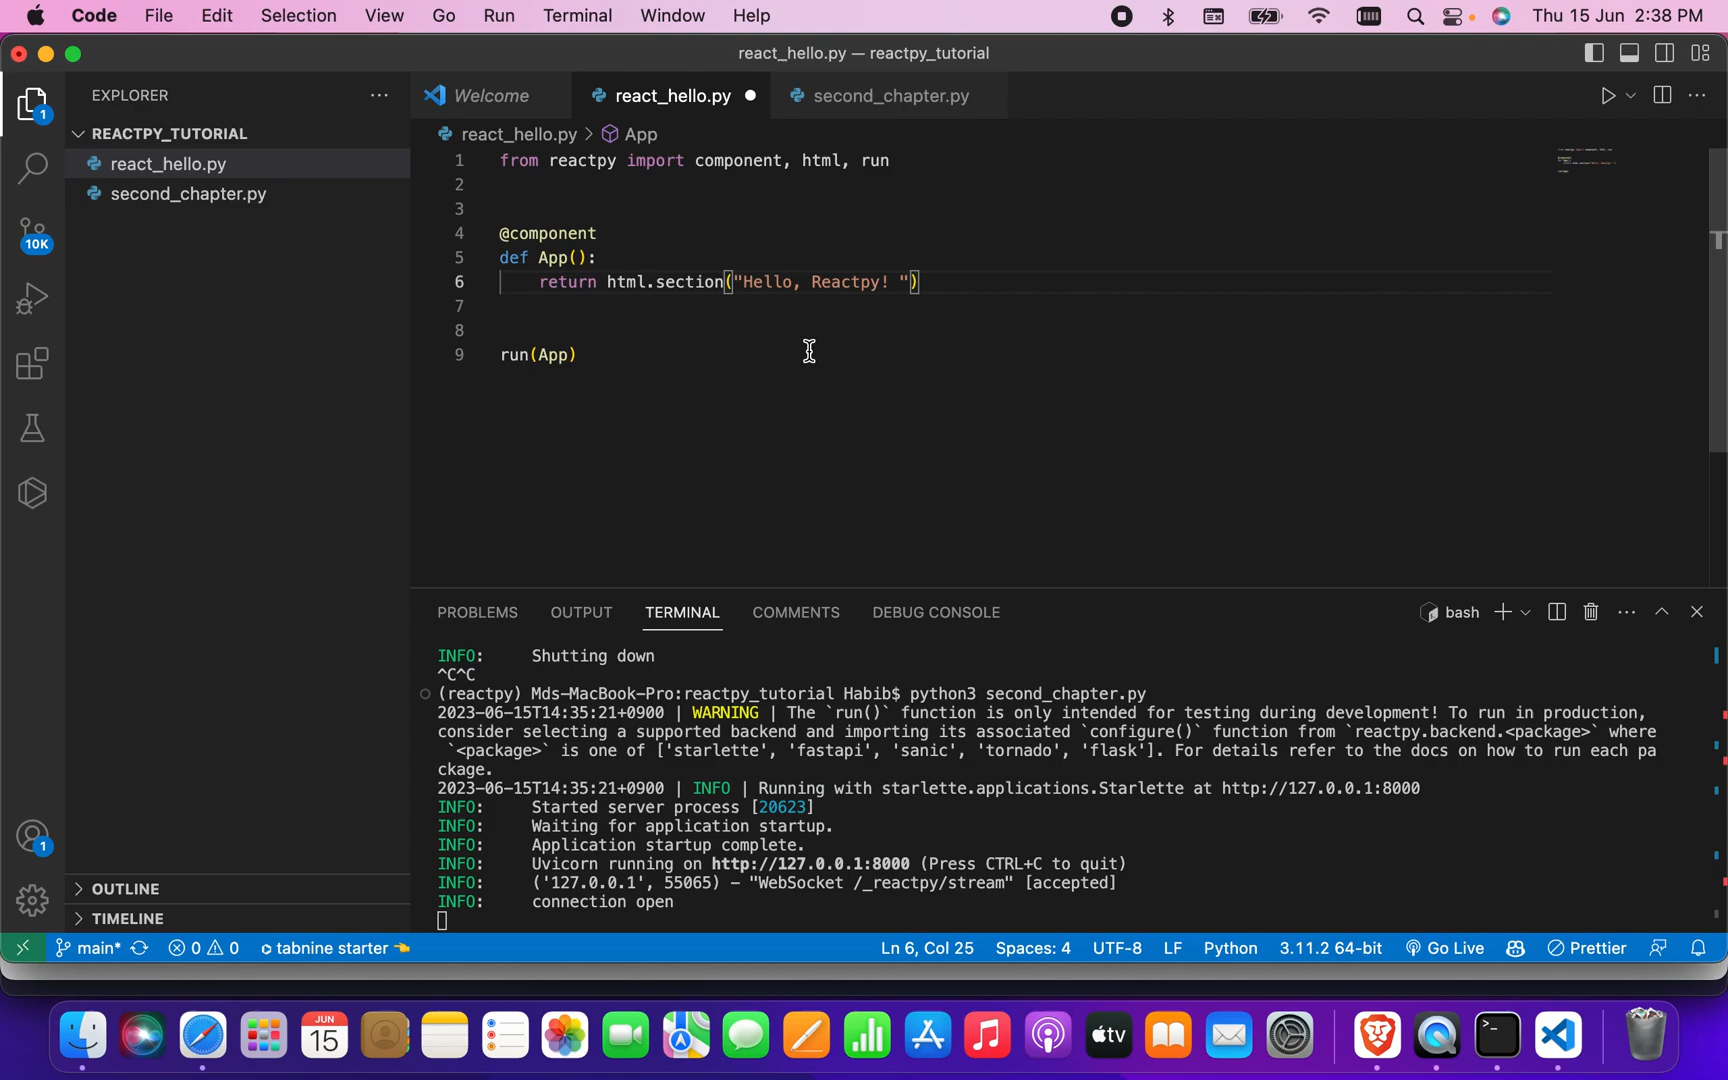 Code File Edit Selection View Go Run Terminal Window Help Thu 15 Jun 2:38 PM
react_hello.py — reactpy_tutorial
EXPLORER
Welcome react_hello.py second_chapter.py
REACTPY_TUTORIAL
react_hello.py > App
react_hello.py
second_chapter.py
1
10K
1 from reactpy import component, html, run
2
3
4 @component
5 def App():
6 return html.section("Hello, Reactpy! ")
7
8
9 run(App)
PROBLEMS OUTPUT TERMINAL COMMENTS DEBUG CONSOLE bash
INFO: Shutting down
^C^C
(reactpy) Mds-MacBook-Pro:reactpy_tutorial Habib$ python3 second_chapter.py
2023-06-15T14:35:21+0900 | WARNING | The `run()` function is only intended for testing during development! To run in production,
consider selecting a supported backend and importing its associated `configure()` function from `reactpy.backend.<package>` where
`<package>` is one of ['starlette', 'fastapi', 'sanic', 'tornado', 'flask']. For details refer to the docs on how to run each pa
ckage.
2023-06-15T14:35:21+0900 | INFO | Running with starlette.applications.Starlette at http://127.0.0.1:8000
INFO: Started server process [20623]
INFO: Waiting for application startup.
INFO: Application startup complete.
INFO: Uvicorn running on http://127.0.0.1:8000 (Press CTRL+C to quit)
INFO: ('127.0.0.1', 55065) - "WebSocket /_reactpy/stream" [accepted]
INFO: connection open
1
OUTLINE
TIMELINE
main* 0 0 tabnine starter Ln 6, Col 25 Spaces: 4 UTF-8 LF Python 3.11.2 64-bit Go Live Prettier
JUN
15
tv